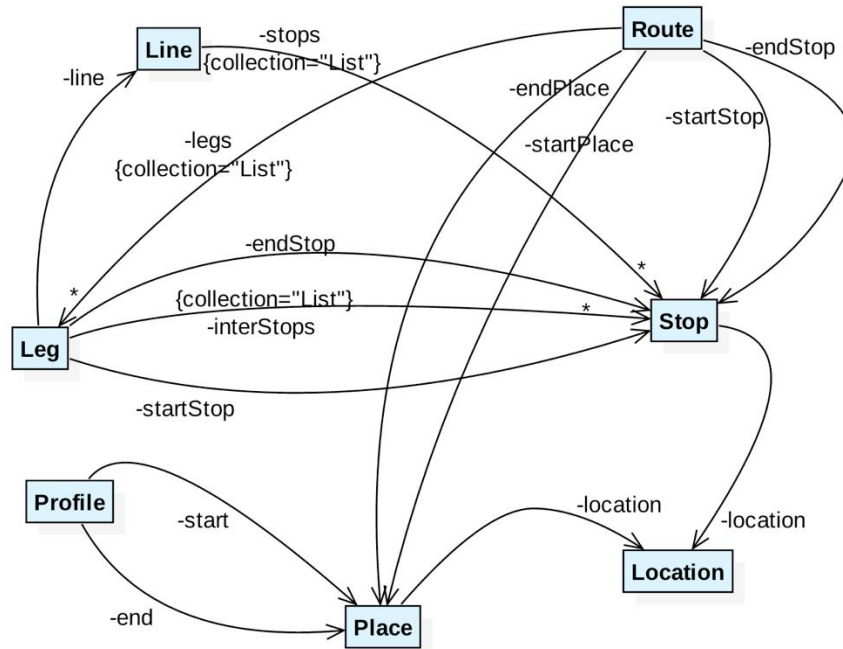 Line
-stops
{collection="List"}
Route
-endStop
-line
-endPlace
-startStop
-legs
{collection="List"}
-startPlace
-endStop
*
*
{collection="List"}
*
-interStops
Leg
Stop
-startStop
Profile
-start
-location
-location
Location
-end
Place